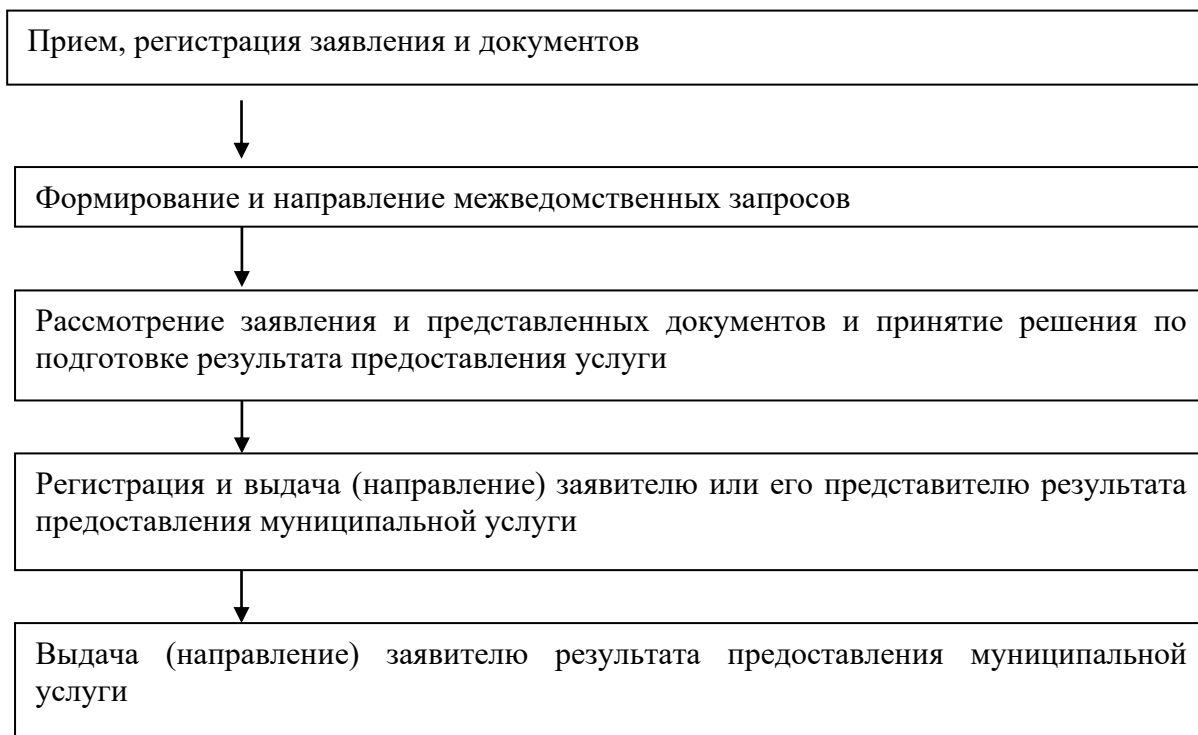 Прием, регистрация заявления и документов
Формирование и направление межведомственных запросов
Рассмотрение заявления и представленных документов и принятие решения по
подготовке результата предоставления услуги
Регистрация и выдача (направление) заявителю или его представителю результата
предоставления муниципальной услуги
Выдача (направление) заявителю результата предоставления муниципальной
услуги